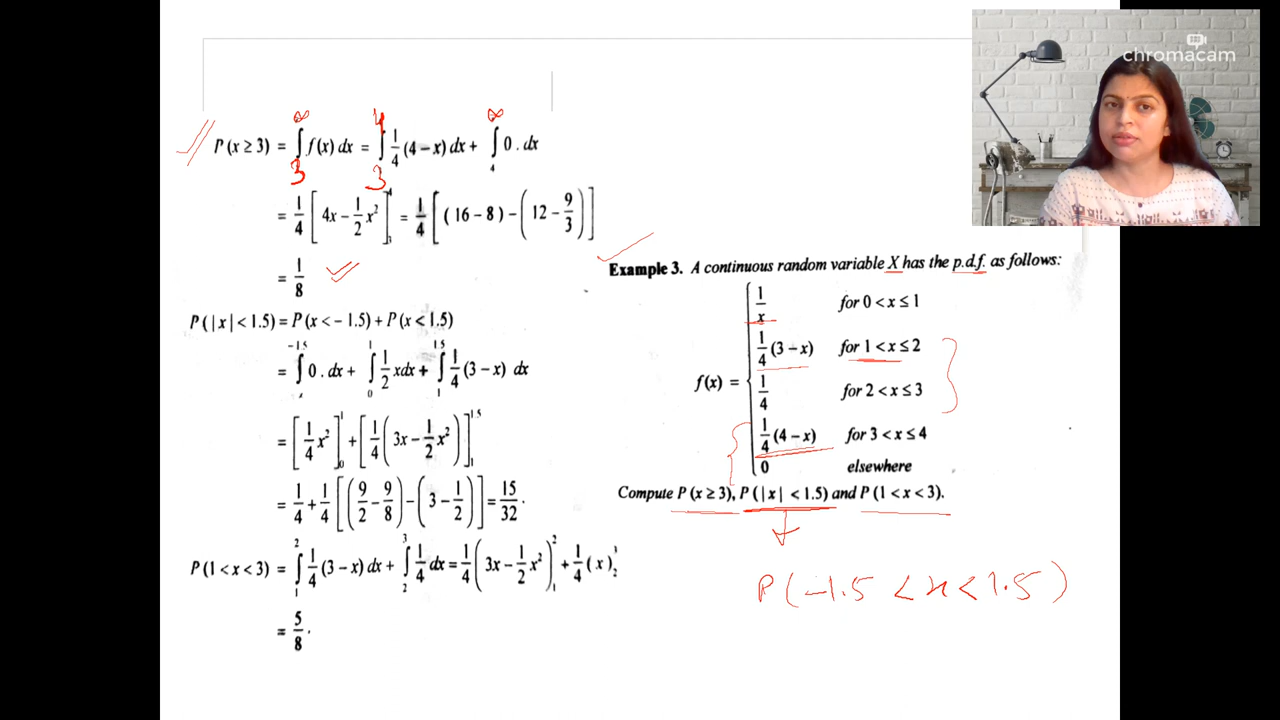 chromacam
P(x ≥ 3) = ∫₃^∞ f(x) dx = ∫₃⁴ 1/4 (4 – x) dx + ∫₄^∞ 0 . dx
= 1/4 [4x – 1/2 x²]₃⁴ = 1/4 [(16 – 8) – (12 – 9/3)]
= 1/8
P(|x| < 1.5) = P(x < – 1.5) + P(x < 1.5)
= ∫^–1.5 0 . dx + ∫₀¹ 1/2 xdx + ∫₁^1.5 1/4 (3 – x) dx
= [1/4 x²]₀¹ + [1/4 (3x – 1/2 x²)]₁^1.5
= 1/4 + 1/4 [(9/2 – 9/8) – (3 – 1/2)] = 15/32 .
P(1 < x < 3) = ∫₁² 1/4 (3 – x) dx + ∫₂³ 1/4 dx = 1/4 (3x – 1/2 x²)₁² + 1/4 (x)₂³
= 5/8 .
Example 3. A continuous random variable X has the p.d.f. as follows:
1/x for 0 < x ≤ 1
1/4 (3 – x) for 1 < x ≤ 2
f(x) = 1/4 for 2 < x ≤ 3
1/4 (4 – x) for 3 < x ≤ 4
0 elsewhere
Compute P (x ≥ 3), P (| x | < 1.5) and P (1 < x < 3).
P(-1.5 < x < 1.5)